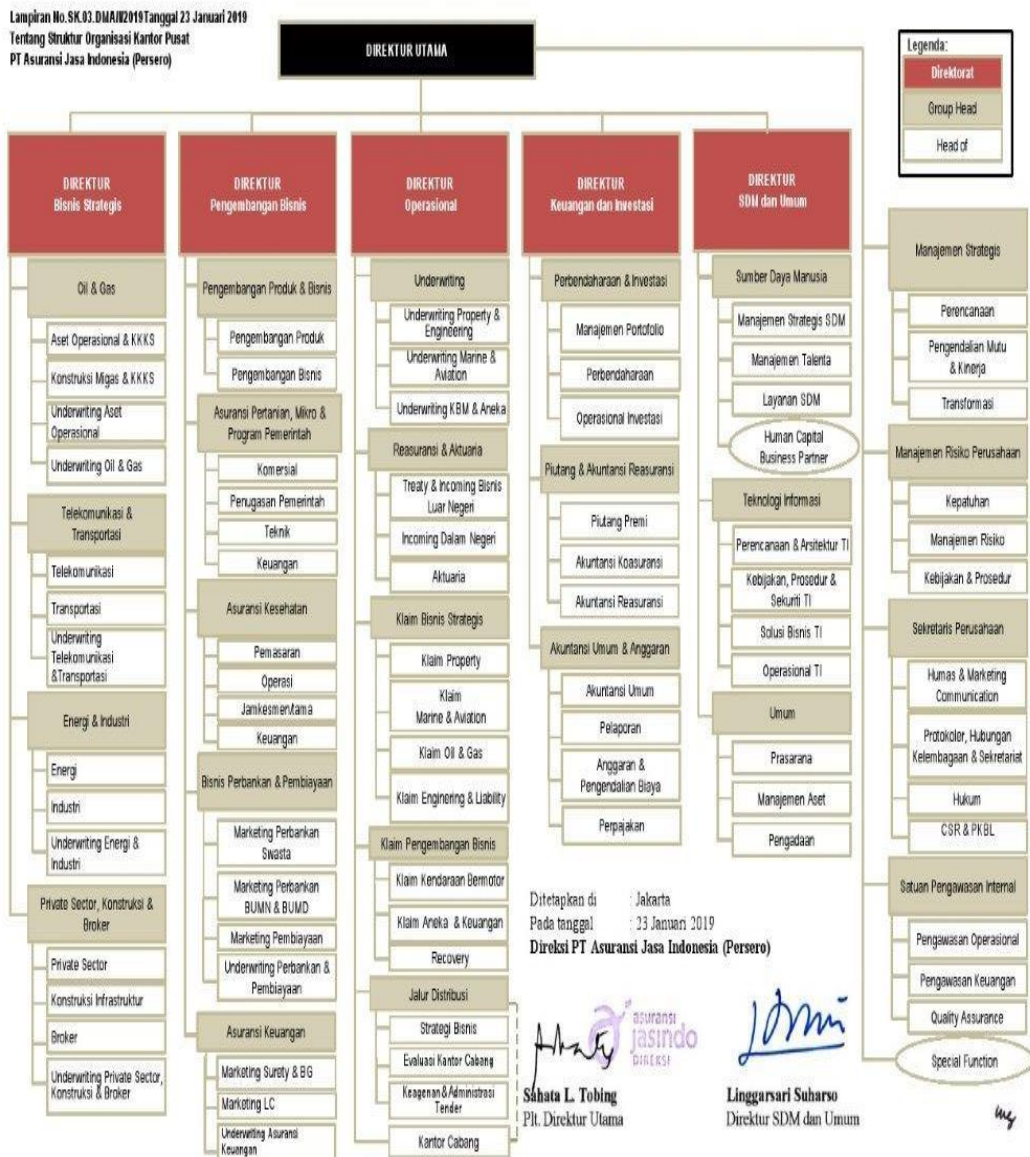 Lampiran No.SK.03.DMA/II/2019 Tanggal 23 Januari 2019
Tentang Struktur Organisasi Kantor Pusat
PT Asuransi Jasa Indonesia (Persero)
DIREKTUR UTAMA
Legenda:
Direktorat
Group Head
Head of
DIREKTUR
Bisnis Strategis
Oil & Gas
Aset Operasional & KKKS
Konstruksi Migas & KKKS
Underwriting Aset
Operasional
Underwriting Oil & Gas
Telekomunikasi &
Transportasi
Telekomunikasi
Transportasi
Underwriting
Telekomunikasi
&Transportasi
Energi & Industri
Energi
Industri
Underwriting Energi &
Industri
Private Sector, Konstruksi &
Broker
Private Sector
Konstruksi Infrastruktur
Broker
Underwriting Private Sector,
Konstruksi & Broker
DIREKTUR
Pengembangan Bisnis
Pengembangan Produk & Bisnis
Pengembangan Produk
Pengembangan Bisnis
Asuransi Pertanian, Mikro &
Program Pemerintah
Komersial
Penugasan Pemerintah
Teknik
Keuangan
Asuransi Kesehatan
Pemasaran
Operasi
Jamkesmen/tama
Keuangan
Bisnis Perbankan & Pembiayaan
Marketing Perbankan
Swasta
Marketing Perbankan
BUMN & BUMD
Marketing Pembiayaan
Underwriting Perbankan &
Pembiayaan
Asuransi Keuangan
Marketing Surety & BG
Marketing LC
Underwriting Asuransi
Keuangan
DIREKTUR
Operasional
Underwriting
Underwriting Property &
Engineering
Underwriting Marine &
Aviation
Underwriting KBM & Aneka
Reasuransi & Aktuaria
Treaty & Incoming Bisnis
Luar Negeri
Incoming Dalam Negeri
Aktuaria
Klaim Bisnis Strategis
Klaim Property
Klaim
Marine & Aviation
Klaim Oil & Gas
Klaim Enginering & Liability
Klaim Pengembangan Bisnis
Klaim Kendaraan Bermotor
Klaim Aneka & Keuangan
Recovery
Jalur Distribusi
Strategi Bisnis
Evaluasi Kantor Cabang
Keagenan & Administrasi
Tender
Kantor Cabang
DIREKTUR
Keuangan dan Investasi
Perbendaharaan & Investasi
Manajemen Portofolio
Perbendaharaan
Operasional Investasi
Piutang & Akuntansi Reasuransi
Piutang Premi
Akuntansi Koasuransi
Akuntansi Reasuransi
Akuntansi Umum & Anggaran
Akuntansi Umum
Pelaporan
Anggaran &
Pengendalian Biaya
Perpajakan
DIREKTUR
SDM dan Umum
Sumber Daya Manusia
Manajemen Strategis SDM
Manajemen Talenta
Layanan SDM
Human Capital
Business Partner
Teknologi Informasi
Perencanaan & Arsitektur TI
Kebijakan, Prosedur &
Sekuriti TI
Solusi Bisnis TI
Operasional TI
Umum
Prasarana
Manajemen Aset
Pengadaan
Manajemen Strategis
Perencanaan
Pengendalian Mutu
& Kinerja
Transformasi
Manajemen Risiko Perusahaan
Kepatuhan
Manajemen Risiko
Kebijakan & Prosedur
Sekretaris Perusahaan
Humas & Marketing
Communication
Protokoler, Hubungan
Kelembagaan & Sekretariat
Hukum
CSR & PKBL
Satuan Pengawasan Internal
Pengawasan Operasional
Pengawasan Keuangan
Quality Assurance
Special Function
Ditetapkan di : Jakarta
Pada tanggal : 23 Januari 2019
Direksi PT Asuransi Jasa Indonesia (Persero)
asuransi
jasindo
DIREKSI
Sahata L. Tobing
Plt. Direktur Utama
Linggarsari Suharso
Direktur SDM dan Umum